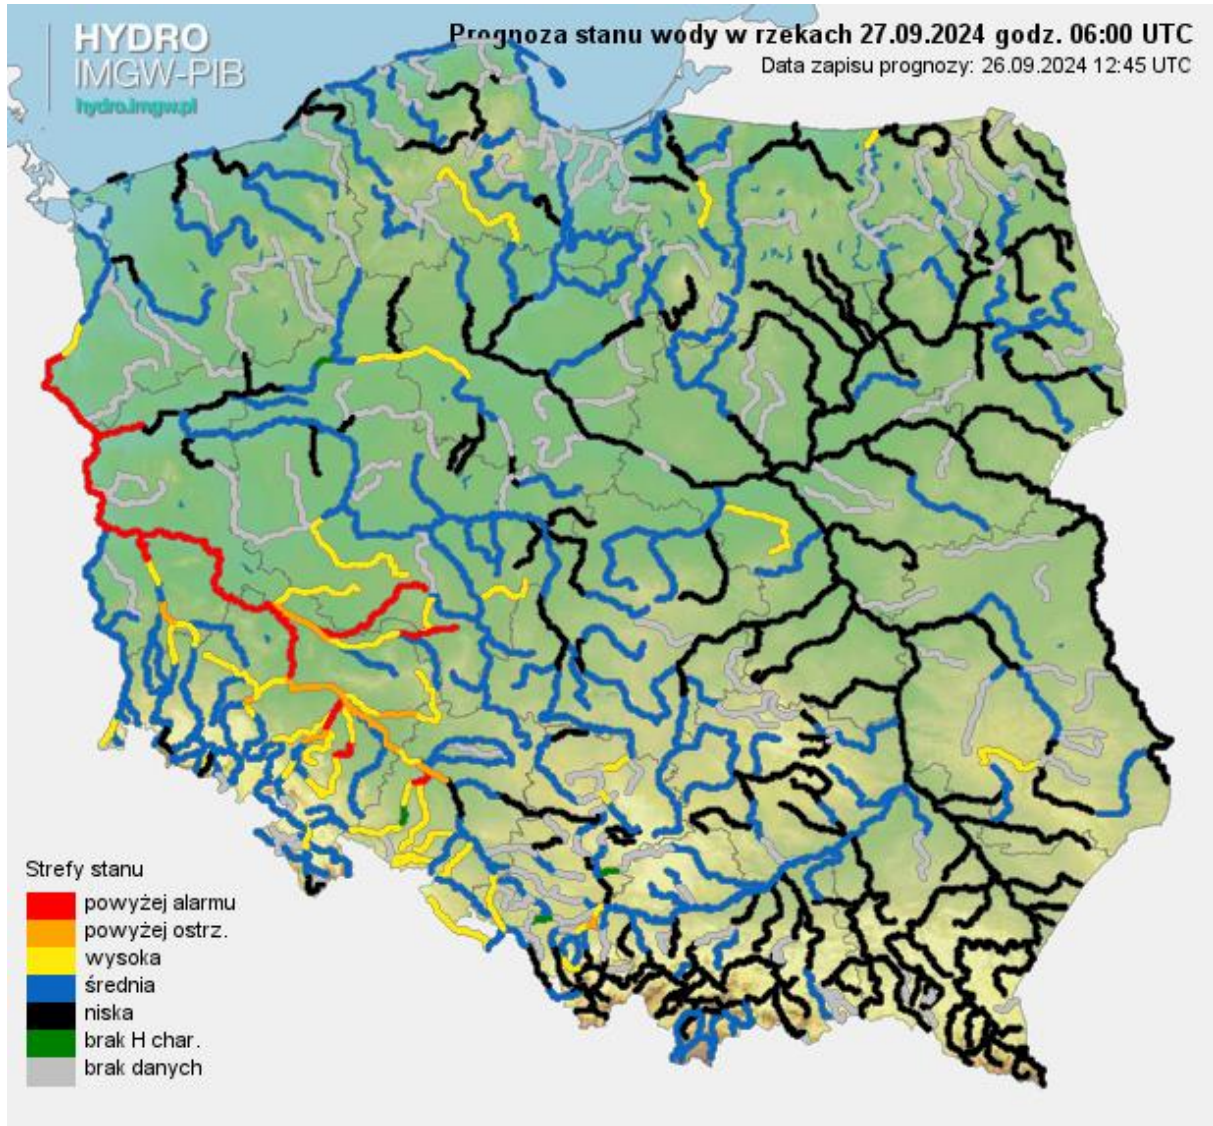 HYDRO
IMGW-PIB
hydro.imgw.pl
Prognoza stanu wody w rzekach 27.09.2024 godz. 06:00 UTC
Data zapisu prognozy: 26.09.2024 12:45 UTC
Strefy stanu
powyżej alarmu
powyżej ostrz.
wysoka
średnia
niska
brak H char.
brak danych